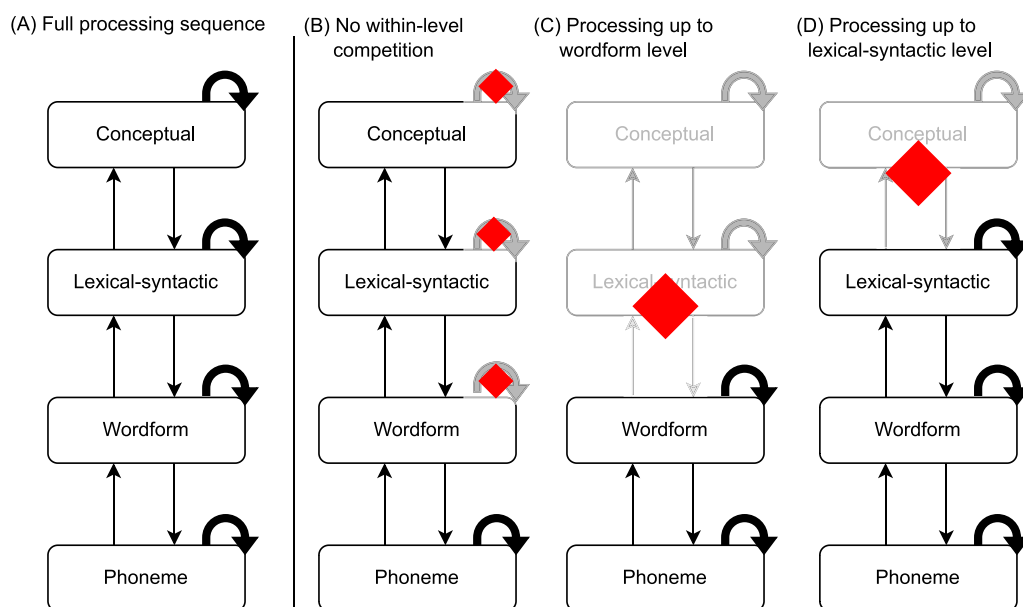 (A) Full processing sequence
Conceptual
Lexical-syntactic
Wordform
Phoneme
(B) No within-level
competition
Conceptual
Lexical-syntactic
Wordform
Phoneme
(C) Processing up to
wordform level
Conceptual
Lexical-syntactic
Wordform
Phoneme
(D) Processing up to
lexical-syntactic level
Conceptual
Lexical-syntactic
Wordform
Phoneme